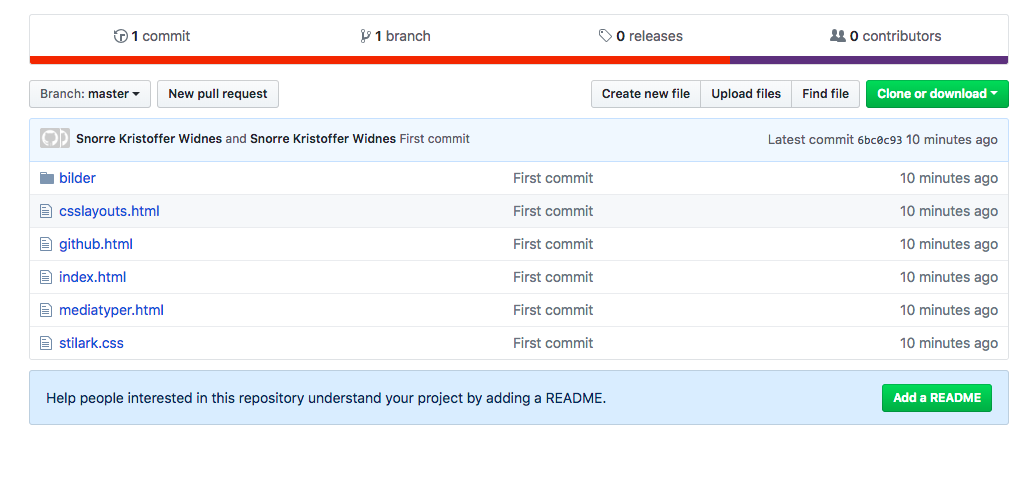 1 commit 1 branch 0 releases 0 contributors
Branch: master New pull request Create new file Upload files Find file Clone or download
Snorre Kristoffer Widnes and Snorre Kristoffer Widnes First commit Latest commit 6bc0c93 10 minutes ago
bilder First commit 10 minutes ago
csslayouts.html First commit 10 minutes ago
github.html First commit 10 minutes ago
index.html First commit 10 minutes ago
mediatyper.html First commit 10 minutes ago
stilark.css First commit 10 minutes ago
Help people interested in this repository understand your project by adding a README. Add a README